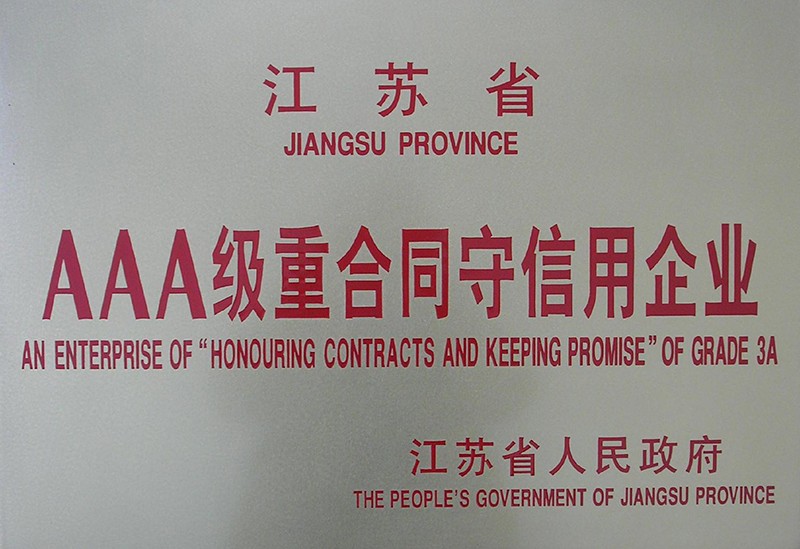 江苏省
JIANGSU PROVINCE
AAA级重合同守信用企业
AN ENTERPRISE OF “HONOURING CONTRACTS AND KEEPING PROMISE” OF GRADE 3A
江苏省人民政府
THE PEOPLE'S GOVERNMENT OF JIANGSU PROVINCE